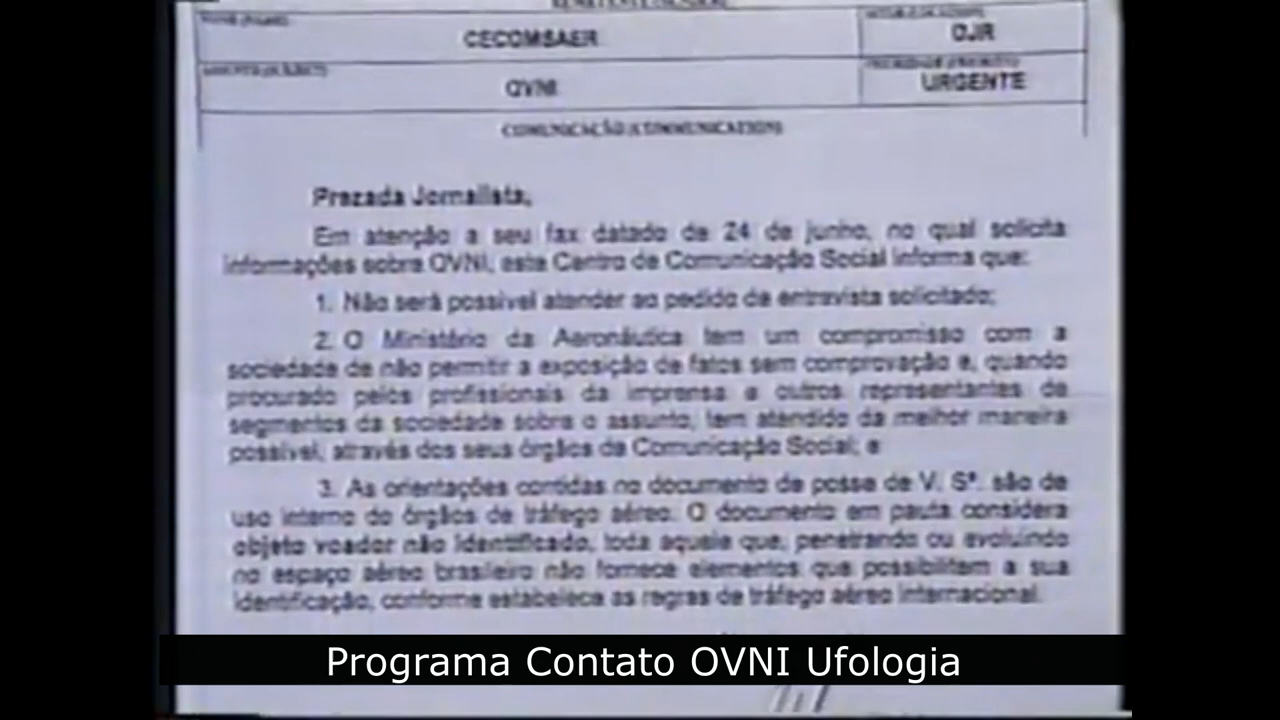 CECOMSAER
DJR
OVNI
URGENTE
COMUNICAÇÃO (COMMUNICATION)
Prezada Jornalista,
Em atenção a seu fax datado de 24 de junho, no qual solicita
informações sobre OVNI, este Centro de Comunicação Social informa que:
1. Não será possível atender ao pedido de entrevista solicitado;
2. O Ministério da Aeronáutica tem um compromisso com a
sociedade de não permitir a exposição de fatos sem comprovação e, quando
procurado pelos profissionais da imprensa e outros representantes de
segmentos da sociedade sobre o assunto, tem atendido da melhor maneira
possível, através dos seus órgãos de Comunicação Social; e
3. As orientações contidas no documento de posse de V. Sª. são de
uso interno do órgãos de tráfego aéreo. O documento em pauta considera
objeto voador não identificado, toda aquele que, penetrando ou evoluindo
no espaço aéreo brasileiro não fornece elementos que possibilitem a sua
identificação, conforme estabelece as regras de tráfego aéreo internacional.
Programa Contato OVNI Ufologia